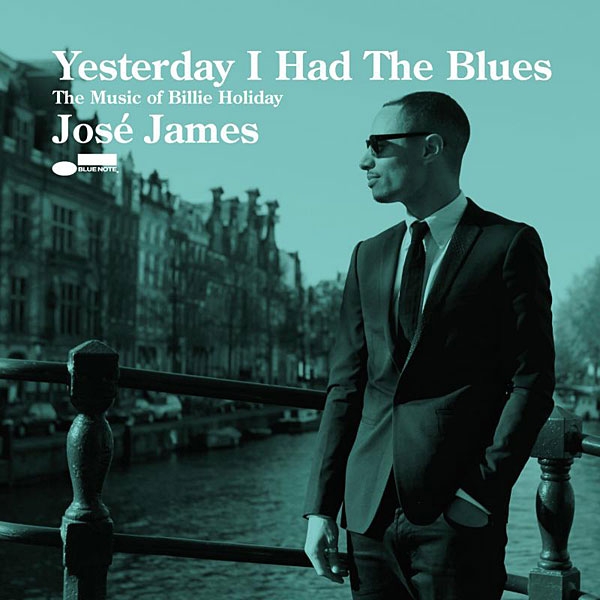 Yesterday I Had The Blues
The Music of Billie Holiday
José James
BLUE NOTE